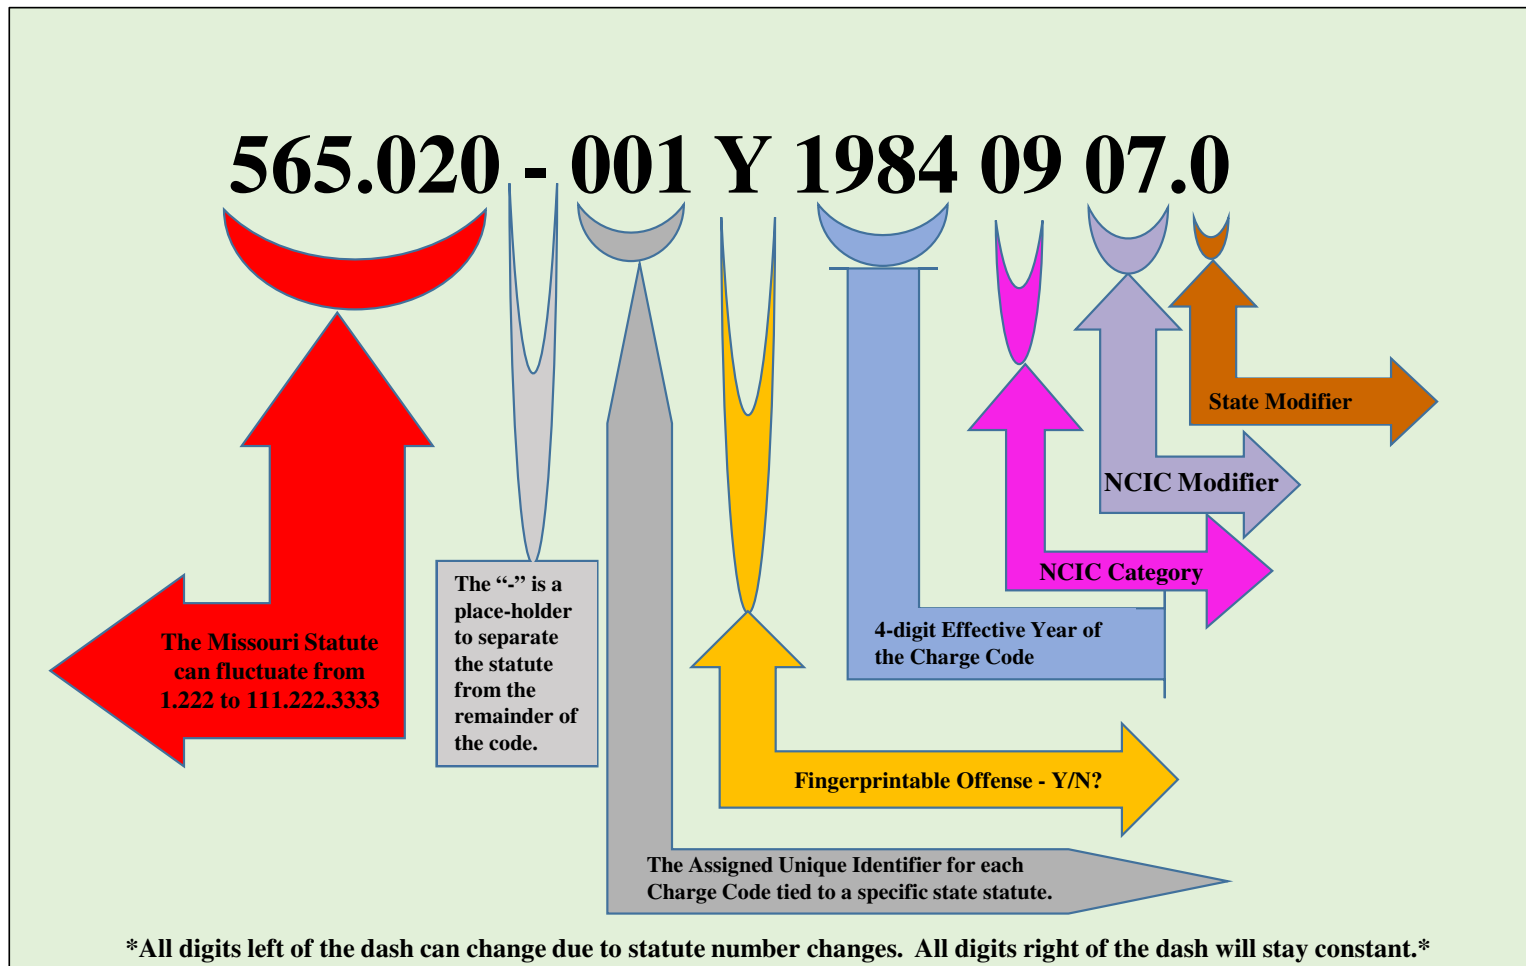 565.020 - 001 Y 1984 09 07.0
State Modifier
NCIC Modifier
NCIC Category
The “-” is a
place-holder
to separate
the statute
from the
remainder of
the code.
The Missouri Statute
can fluctuate from
1.222 to 111.222.3333
4-digit Effective Year of
the Charge Code
Fingerprintable Offense - Y/N?
The Assigned Unique Identifier for each
Charge Code tied to a specific state statute.
*All digits left of the dash can change due to statute number changes.  All digits right of the dash will stay constant.*